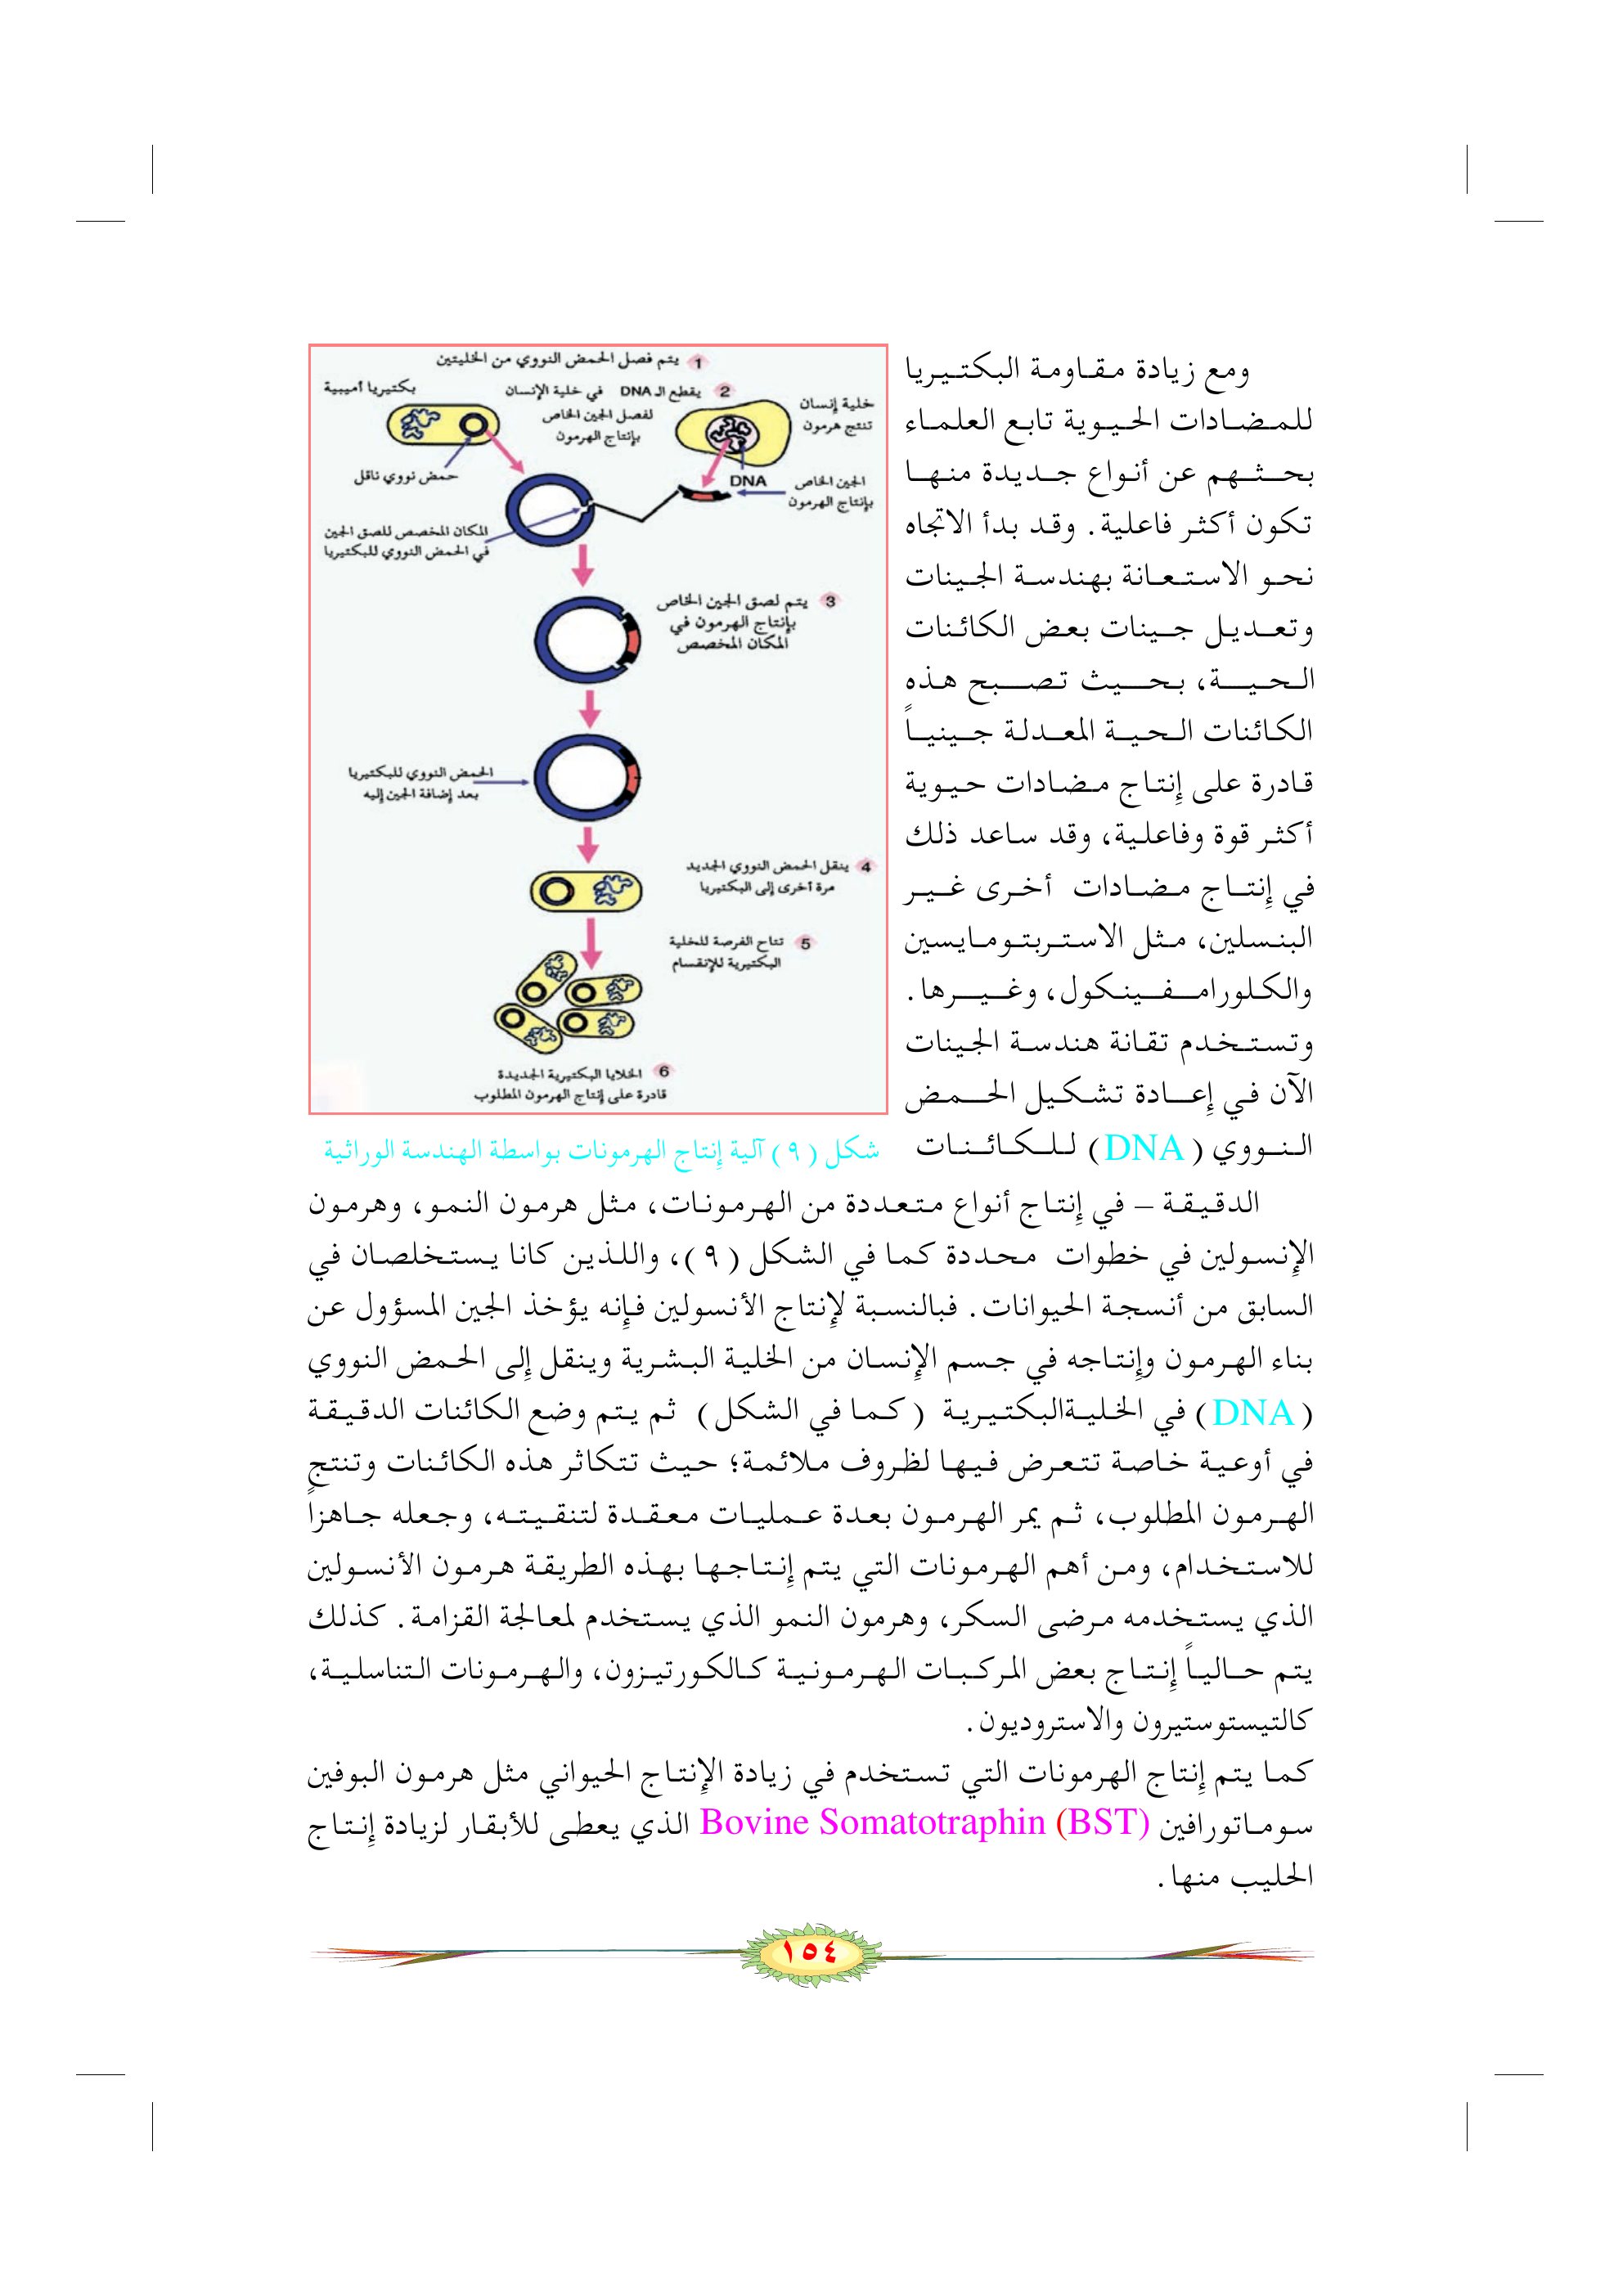 ومع زيادة مقاومة البكتيريا
للمضادات الحيوية تابع العلماء
بحثهم عن أنواع جديدة منها
تكون أكثر فاعلية. وقد بدأ الاتجاه
نحو الاستعانة بهندسة الجينات
وتعديل جينات بعض الكائنات
الحية، بحيث تصبح هذه
الكائنات الحية المعدلة جينياً
قادرة على إنتاج مضادات حيوية
أكثر قوة وفاعلية، وقد ساعد ذلك
في إنتاج مضادات أخرى غير
البنسلين، مثل الاستربتومايسين
والكلورامفينكول، وغيرها.
وتستخدم تقانة هندسة الجينات
الآن في إعادة تشكيل الحمض
النووي (DNA) للكائنات
1 يتم فصل الحمض النووي من الخليتين
بكتيريا أميبية
2 يقطع الـ DNA في خلية الإنسان
لفصل الجين الخاص
بإنتاج الهرمون
خلية إنسان
تنتج هرمون
حمض نووي ناقل
DNA
الجين الخاص
بإنتاج الهرمون
المكان المخصص للصق الجين
في الحمض النووي للبكتيريا
3 يتم لصق الجين الخاص
بإنتاج الهرمون في
المكان المخصص
الحمض النووي للبكتيريا
بعد إضافة الجين إليه
4 ينقل الحمض النووي الجديد
مرة أخرى إلى البكتيريا
5 تتاح الفرصة للخلية
البكتيرية للإنقسام
6 الخلايا البكتيرية الجديدة
قادرة على إنتاج الهرمون المطلوب
شكل (٩) آلية إنتاج الهرمونات بواسطة الهندسة الوراثية
الدقيقة – في إنتاج أنواع متعددة من الهرمونات، مثل هرمون النمو، وهرمون
الإنسولين في خطوات محددة كما في الشكل (٩)، واللذين كانا يستخلصان في
السابق من أنسجة الحيوانات. فبالنسبة لإنتاج الأنسولين فإنه يؤخذ الجين المسؤول عن
بناء الهرمون وإنتاجه في جسم الإنسان من الخلية البشرية وينقل إلى الحمض النووي
(DNA) في الخليةالبكتيرية (كما في الشكل) ثم يتم وضع الكائنات الدقيقة
في أوعية خاصة تتعرض فيها لظروف ملائمة؛ حيث تتكاثر هذه الكائنات وتنتج
الهرمون المطلوب، ثم يمر الهرمون بعدة عمليات معقدة لتنقيته، وجعله جاهزاً
للاستخدام، ومن أهم الهرمونات التي يتم إنتاجها بهذه الطريقة هرمون الأنسولين
الذي يستخدمه مرضى السكر، وهرمون النمو الذي يستخدم لمعالجة القزامة. كذلك
يتم حالياً إنتاج بعض المركبات الهرمونية كالكورتيزون، والهرمونات التناسلية،
كالتيستوستيرون والاستروديون.
كما يتم إنتاج الهرمونات التي تستخدم في زيادة الإنتاج الحيواني مثل هرمون البوفين
سوماتورافين Bovine Somatotraphin (BST) الذي يعطى للأبقار لزيادة إنتاج
الحليب منها.
١٥٤